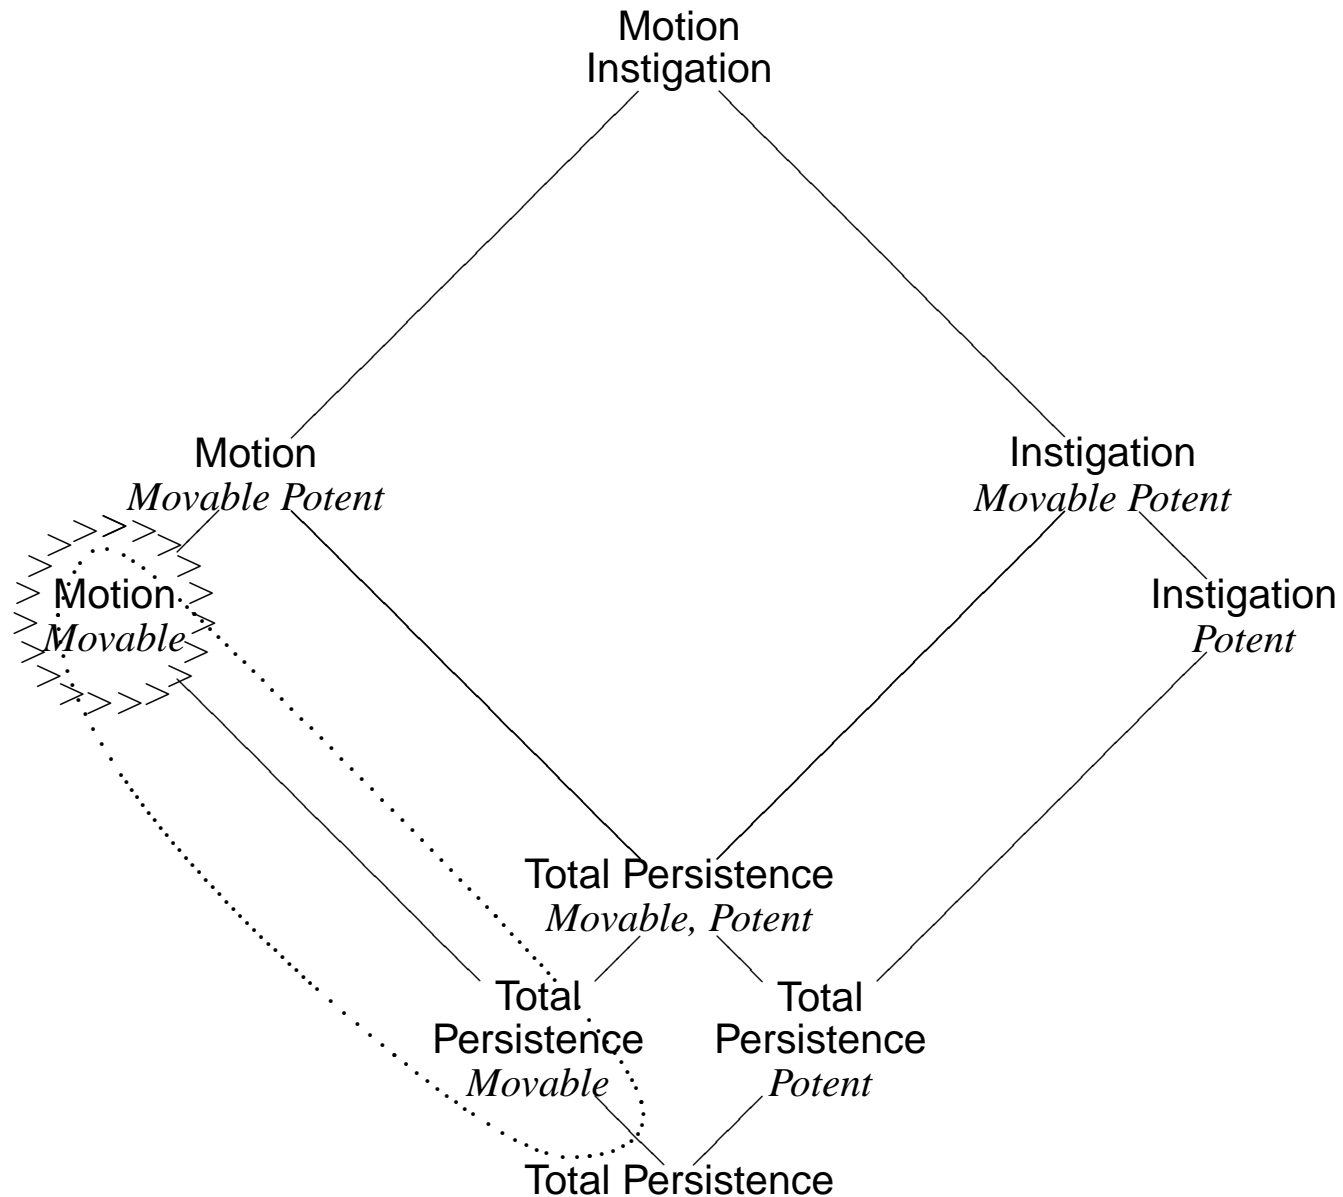 Motion
Instigation
Motion
Movable Potent
Instigation
Movable Potent
Motion
Movable
Instigation
Potent
Total Persistence
Movable, Potent
Total
Persistence
Movable
Total
Persistence
Potent
Total Persistence